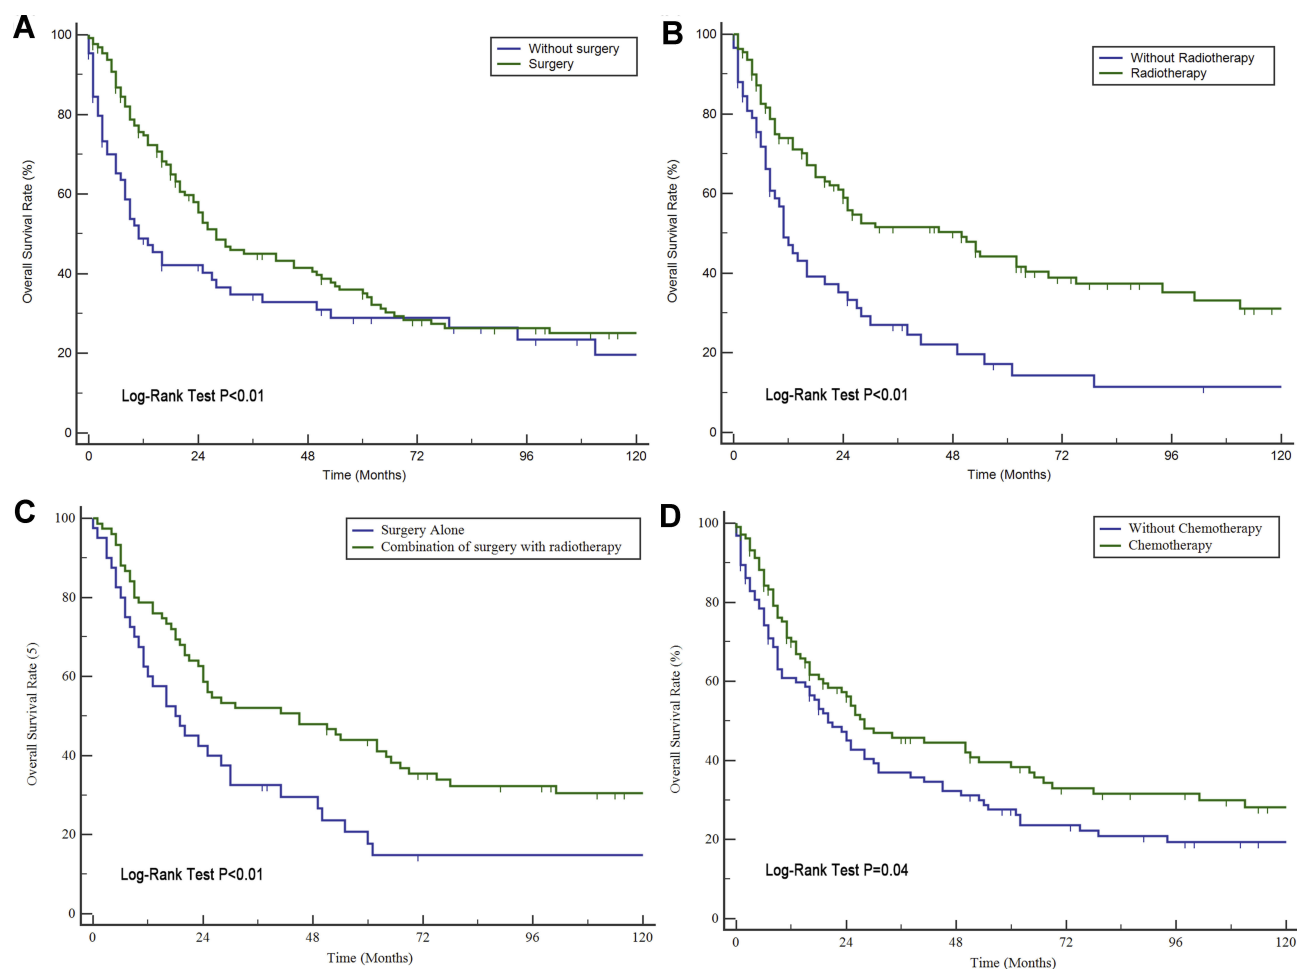 A
Without surgery
Surgery
100
80
60
40
20
0
Overall Survival Rate (%)
Log-Rank Test P<0.01
0 24 48 72 96 120
Time (Months)
B
Without Radiotherapy
Radiotherapy
100
80
60
40
20
0
Overall Survival Rate (%)
Log-Rank Test P<0.01
0 24 48 72 96 120
Time (Months)
C
Surgery Alone
Combination of surgery with radiotherapy
100
80
60
40
20
0
Overall Survival Rate (5)
Log-Rank Test P<0.01
0 24 48 72 96 120
Time (Months)
D
Without Chemotherapy
Chemotherapy
100
80
60
40
20
0
Overall Survival Rate (%)
Log-Rank Test P=0.04
0 24 48 72 96 120
Time (Months)